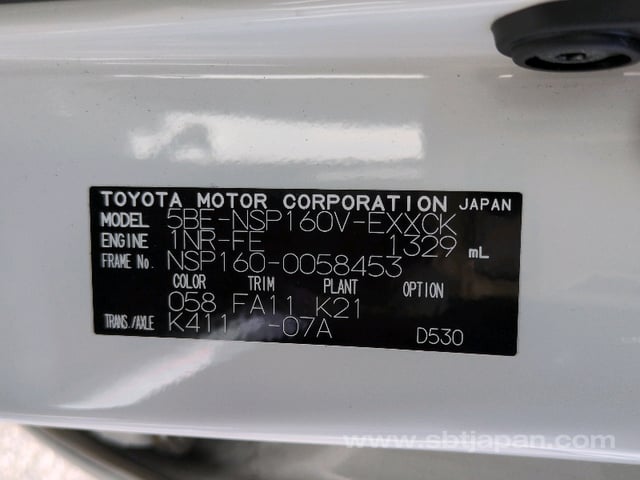 TOYOTA MOTOR CORPORATION JAPAN
MODEL 5BE-NSP160V-EXXCK
ENGINE 1NR-FE 1329 mL
FRAME No. NSP160-0058453
COLOR TRIM PLANT OPTION
058 FA11 K21
TRANS./AXLE K411 -07A D530
www.sbtjapan.com